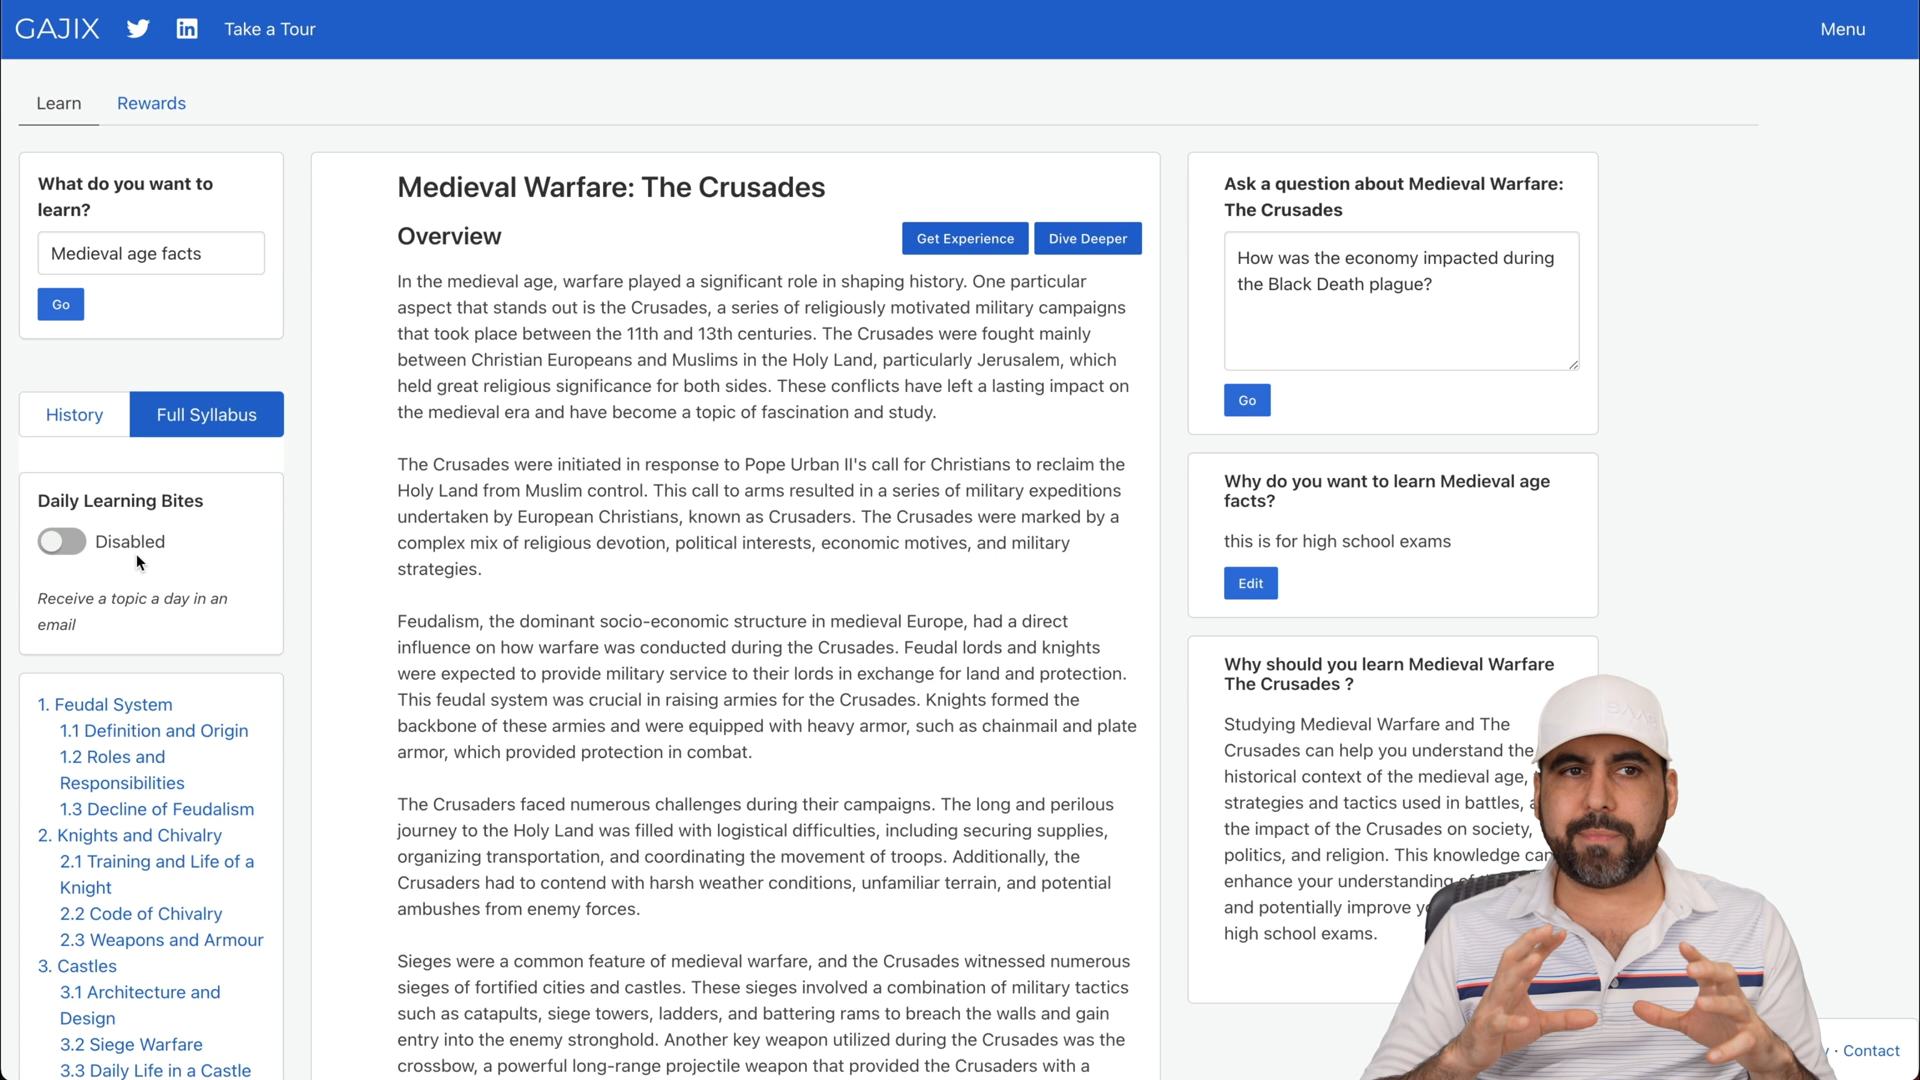 GAJIX
Take a Tour
Menu
Learn
Rewards
What do you want to
learn?
Medieval age facts
Go
History
Full Syllabus
Daily Learning Bites
Disabled
Receive a topic a day in an
email
1. Feudal System
1.1 Definition and Origin
1.2 Roles and
Responsibilities
1.3 Decline of Feudalism
2. Knights and Chivalry
2.1 Training and Life of a
Knight
2.2 Code of Chivalry
2.3 Weapons and Armour
3. Castles
3.1 Architecture and
Design
3.2 Siege Warfare
3.3 Daily Life in a Castle
Medieval Warfare: The Crusades
Overview
Get Experience
Dive Deeper
In the medieval age, warfare played a significant role in shaping history. One particular
aspect that stands out is the Crusades, a series of religiously motivated military campaigns
that took place between the 11th and 13th centuries. The Crusades were fought mainly
between Christian Europeans and Muslims in the Holy Land, particularly Jerusalem, which
held great religious significance for both sides. These conflicts have left a lasting impact on
the medieval era and have become a topic of fascination and study.
The Crusades were initiated in response to Pope Urban II's call for Christians to reclaim the
Holy Land from Muslim control. This call to arms resulted in a series of military expeditions
undertaken by European Christians, known as Crusaders. The Crusades were marked by a
complex mix of religious devotion, political interests, economic motives, and military
strategies.
Feudalism, the dominant socio-economic structure in medieval Europe, had a direct
influence on how warfare was conducted during the Crusades. Feudal lords and knights
were expected to provide military service to their lords in exchange for land and protection.
This feudal system was crucial in raising armies for the Crusades. Knights formed the
backbone of these armies and were equipped with heavy armor, such as chainmail and plate
armor, which provided protection in combat.
The Crusaders faced numerous challenges during their campaigns. The long and perilous
journey to the Holy Land was filled with logistical difficulties, including securing supplies,
organizing transportation, and coordinating the movement of troops. Additionally, the
Crusaders had to contend with harsh weather conditions, unfamiliar terrain, and potential
ambushes from enemy forces.
Sieges were a common feature of medieval warfare, and the Crusades witnessed numerous
sieges of fortified cities and castles. These sieges involved a combination of military tactics
such as catapults, siege towers, ladders, and battering rams to breach the walls and gain
entry into the enemy stronghold. Another key weapon utilized during the Crusades was the
crossbow, a powerful long-range projectile weapon that provided the Crusaders with a
Ask a question about Medieval Warfare:
The Crusades
How was the economy impacted during
the Black Death plague?
Go
Why do you want to learn Medieval age
facts?
this is for high school exams
Edit
Why should you learn Medieval Warfare
The Crusades ?
Studying Medieval Warfare and The
Crusades can help you understand the
historical context of the medieval age,
strategies and tactics used in battles,
the impact of the Crusades on society,
politics, and religion. This knowledge can
enhance your understanding
and potentially improve
high school exams.
· Contact